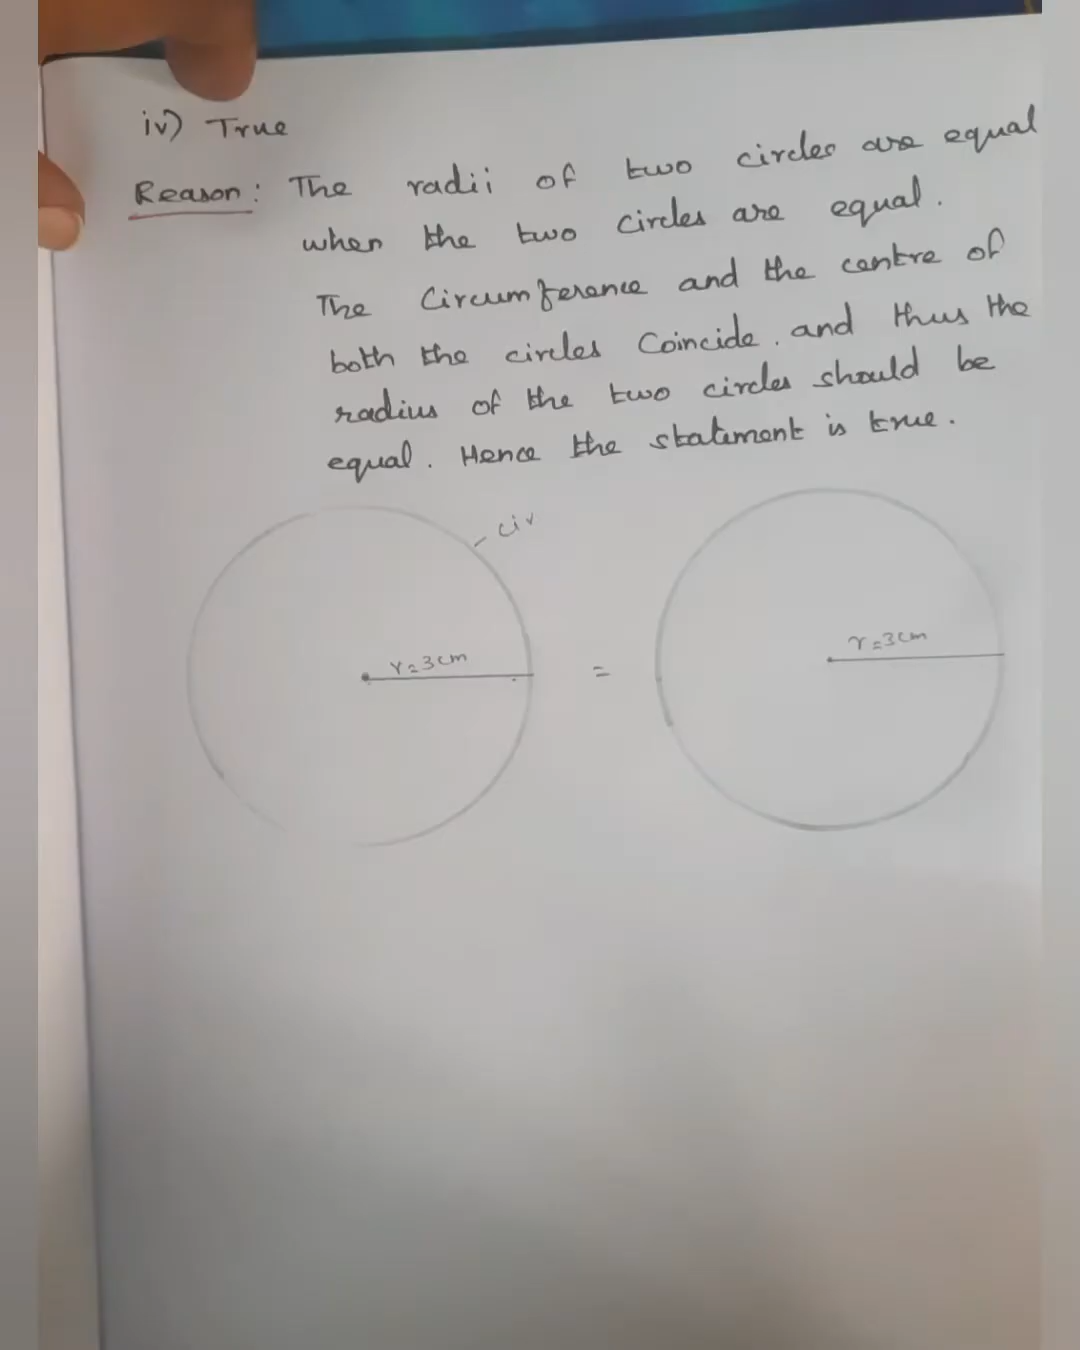 iv) True
Reason: The radii of two circles are equal
when the two circles are equal.
The Circumference and the centre of
both the circles Coincide. and thus the
radius of the two circles should be
equal. Hence the statement is true.
- cir
r=3cm
=
r=3cm